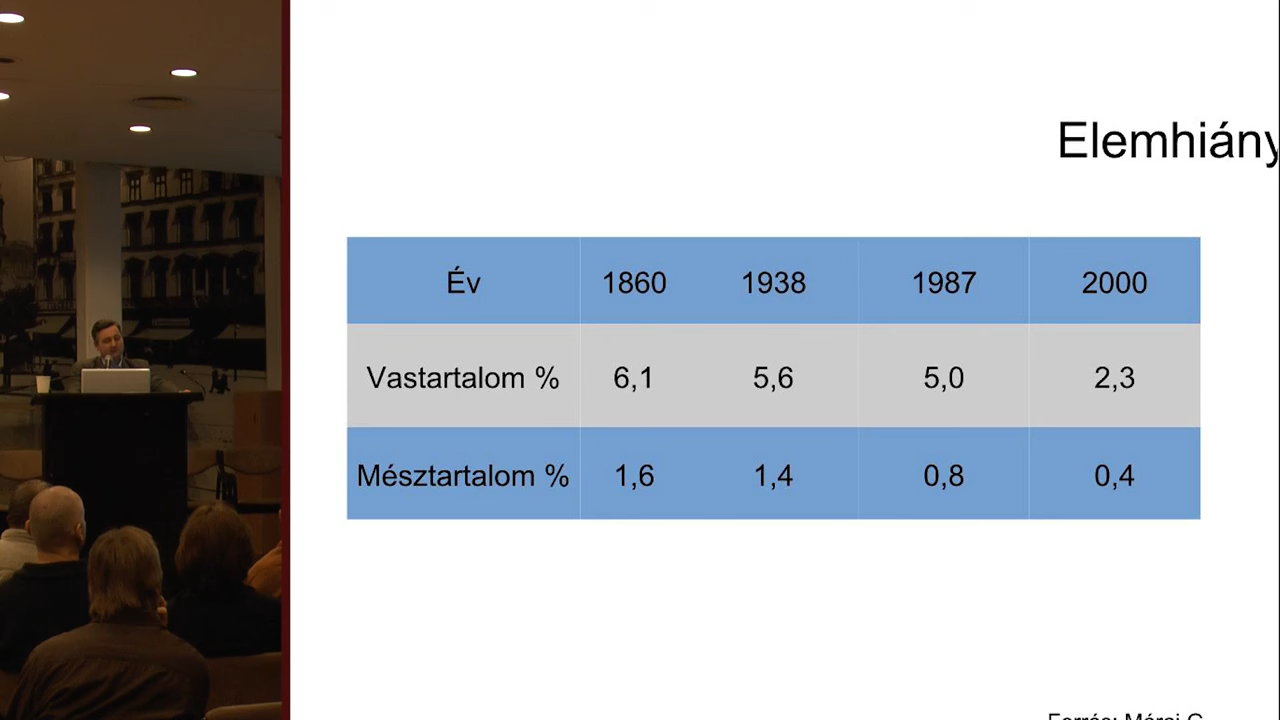 Elemhiány
Év 1860 1938 1987 2000
Vastartalom % 6,1 5,6 5,0 2,3
Mésztartalom % 1,6 1,4 0,8 0,4